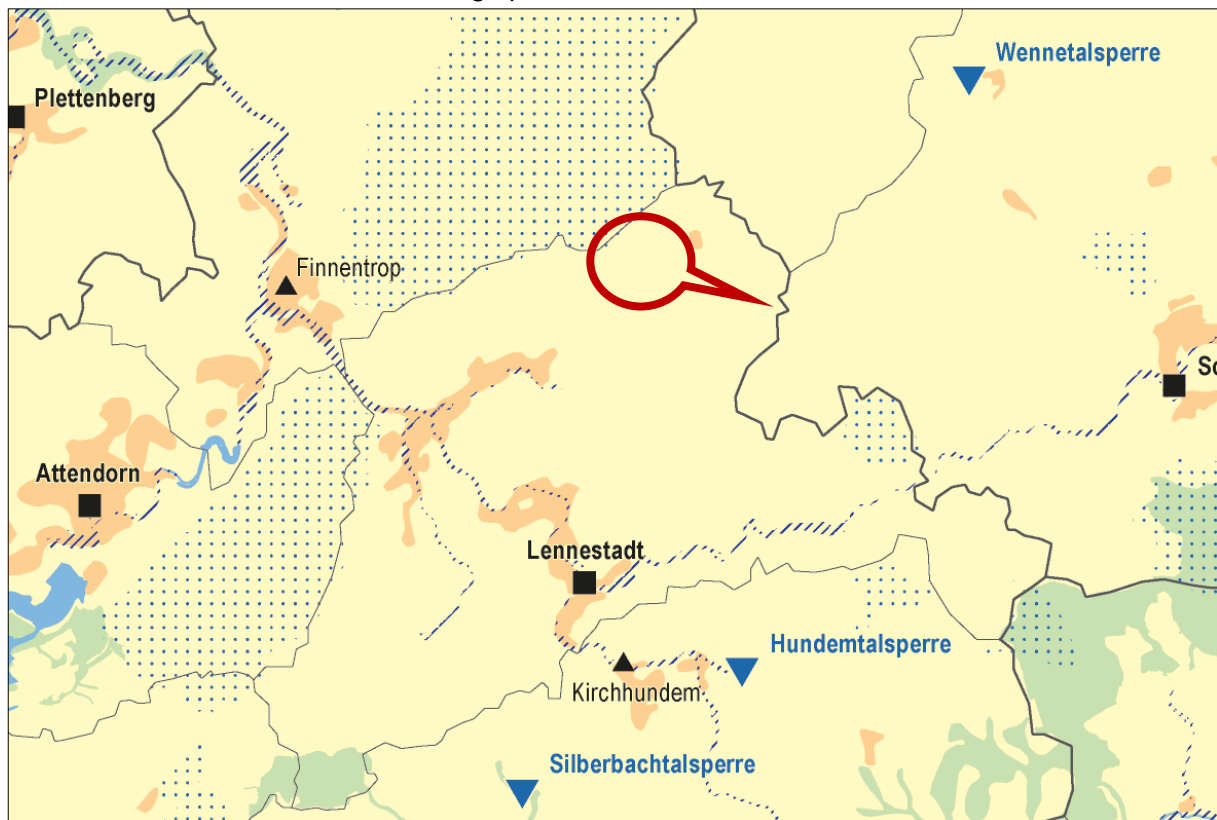 Wennetalsperre
Plettenberg
Finnentrop
Attendorn
Lennestadt
Hundemtalsperre
Kirchhundem
Silberbachtalsperre